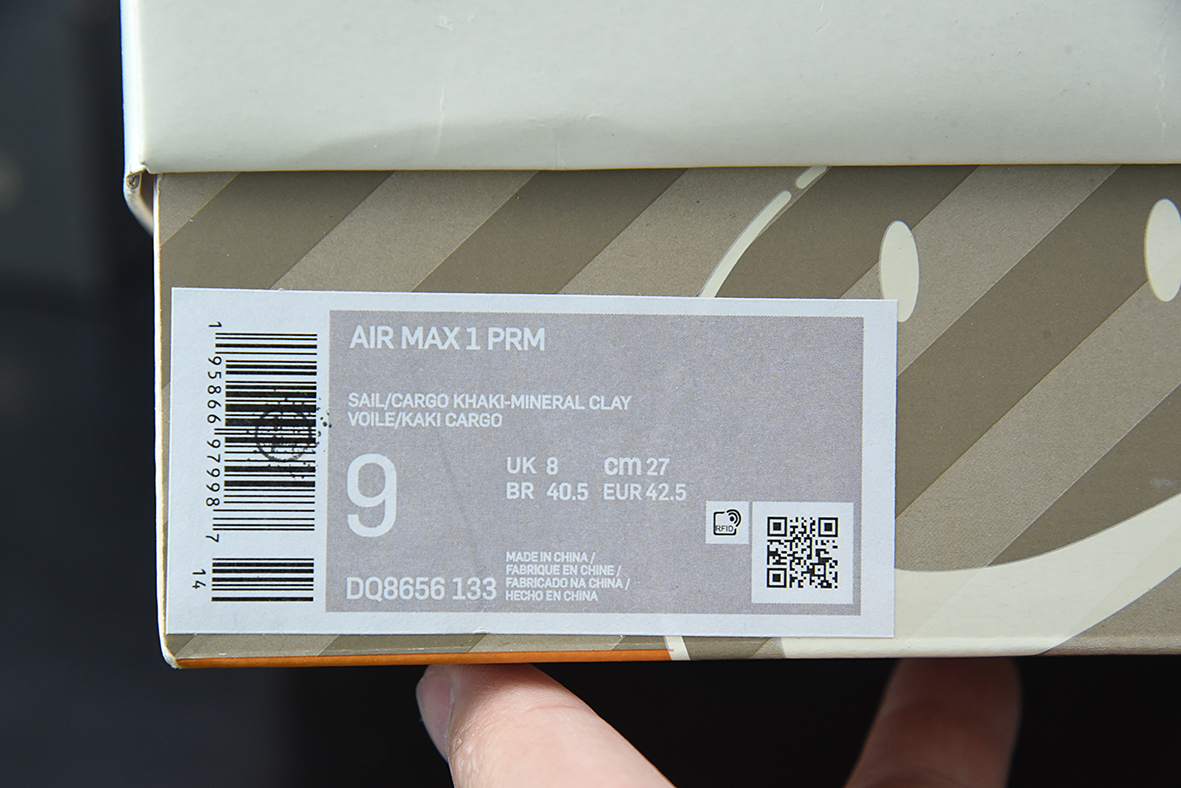 AIR MAX 1 PRM
SAIL/CARGO KHAKI-MINERAL CLAY
VOILE/KAKI CARGO
9
UK 8 cm 27
BR 40.5 EUR 42.5
RFID
MADE IN CHINA /
FABRIQUE EN CHINE /
FABRICADO NA CHINA /
HECHO EN CHINA
DQ8656 133
1 95866 97998 7
14